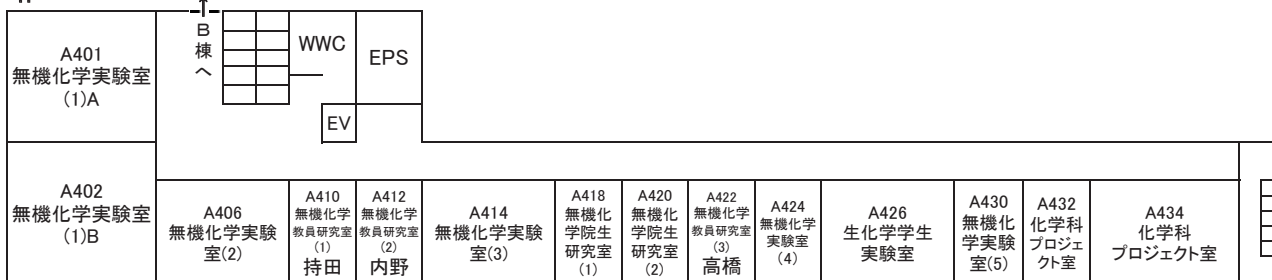 A401
無機化学実験室
(1)A
B棟へ
WWC
EPS
EV
A402
無機化学実験室
(1)B
A406
無機化学実験
室(2)
A410
無機化学
教員研究室
(1)
持田
A412
無機化学
教員研究室
(2)
内野
A414
無機化学実験
室(3)
A418
無機化
学院生
研究室
(1)
A420
無機化
学院生
研究室
(2)
A422
無機化学
教員研究室
(3)
高橋
A424
無機化学
実験室
(4)
A426
生化学学生
実験室
A430
無機化
学実験
室(5)
A432
化学科
プロジェ
クト室
A434
化学科
プロジェクト室